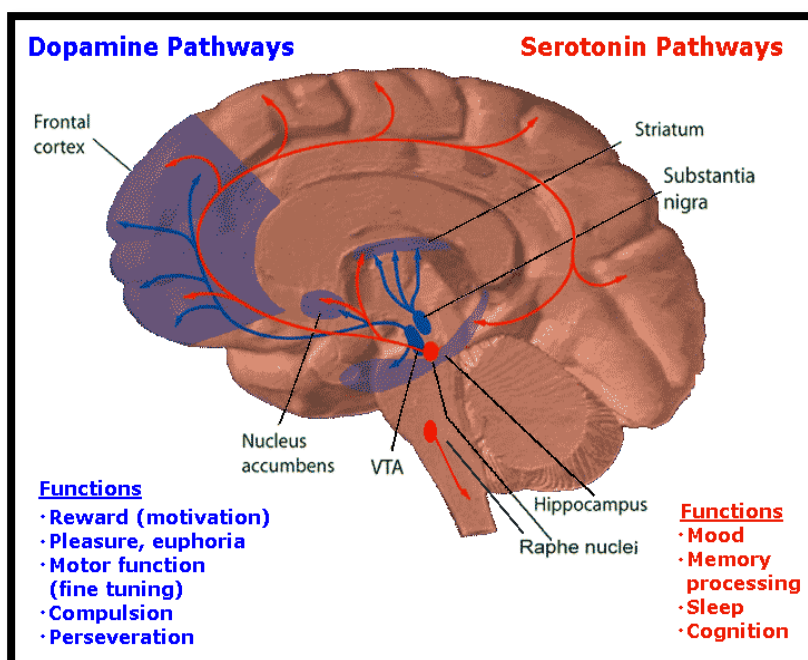 Dopamine Pathways
Serotonin Pathways
Frontal
cortex
Striatum
Substantia
nigra
Nucleus
accumbens
VTA
Hippocampus
Raphe nuclei
Functions
· Reward (motivation)
· Pleasure, euphoria
· Motor function
(fine tuning)
· Compulsion
· Perseveration
Functions
· Mood
· Memory
processing
· Sleep
· Cognition